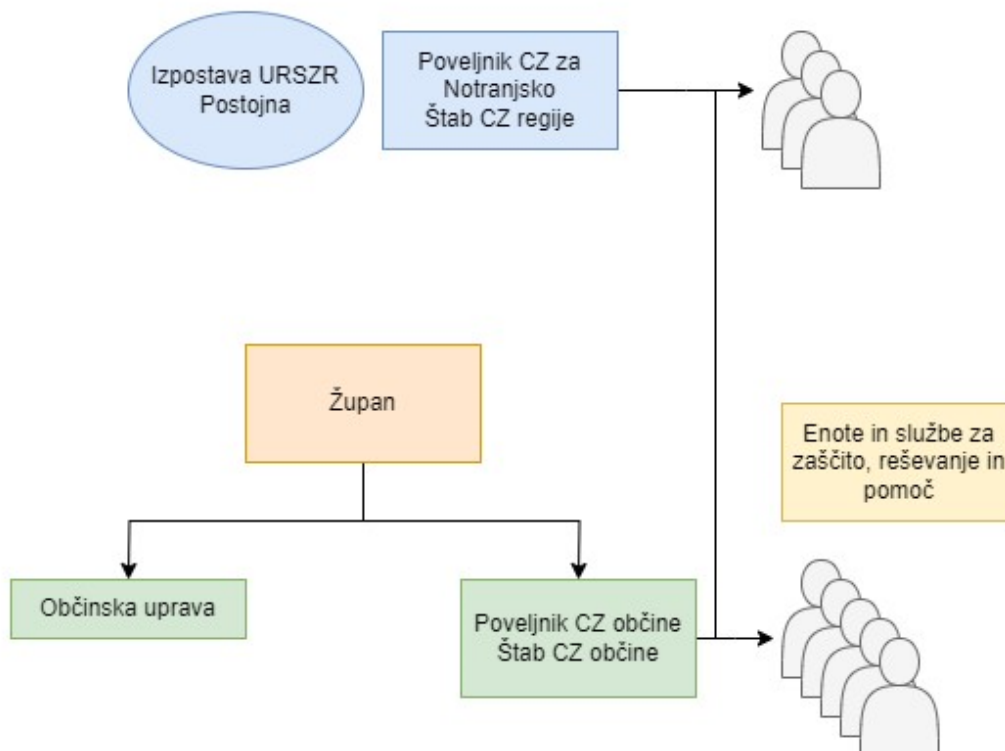 Izpostava URSZR
Postojna
Poveljnik CZ za
Notranjsko
Štab CZ regije
Župan
Enote in službe za
zaščito, reševanje in
pomoč
Občinska uprava
Poveljnik CZ občine
Štab CZ občine